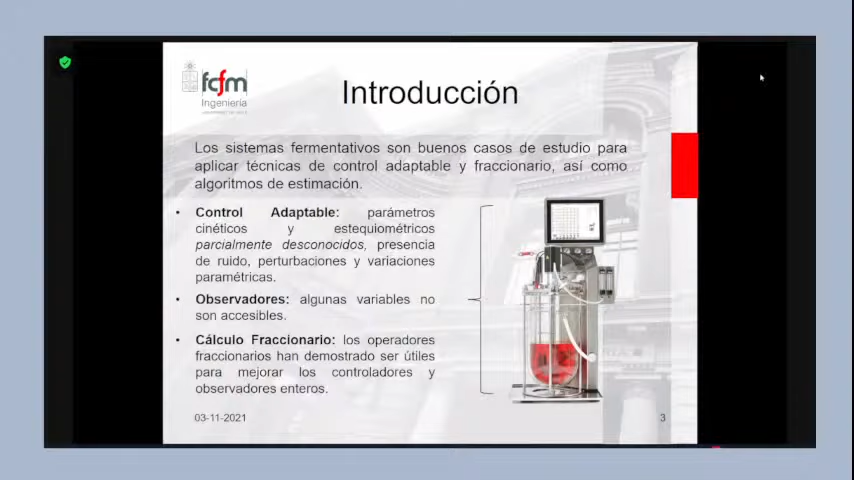 fcfm
Ingeniería
Introducción
Los sistemas fermentativos son buenos casos de estudio para
aplicar técnicas de control adaptable y fraccionario, así como
algoritmos de estimación.
• Control Adaptable: parámetros
cinéticos y estequiométricos
parcialmente desconocidos, presencia
de ruido, perturbaciones y variaciones
paramétricas.
• Observadores: algunas variables no
son accesibles.
• Cálculo Fraccionario: los operadores
fraccionarios han demostrado ser útiles
para mejorar los controladores y
observadores enteros.
03-11-2021
3